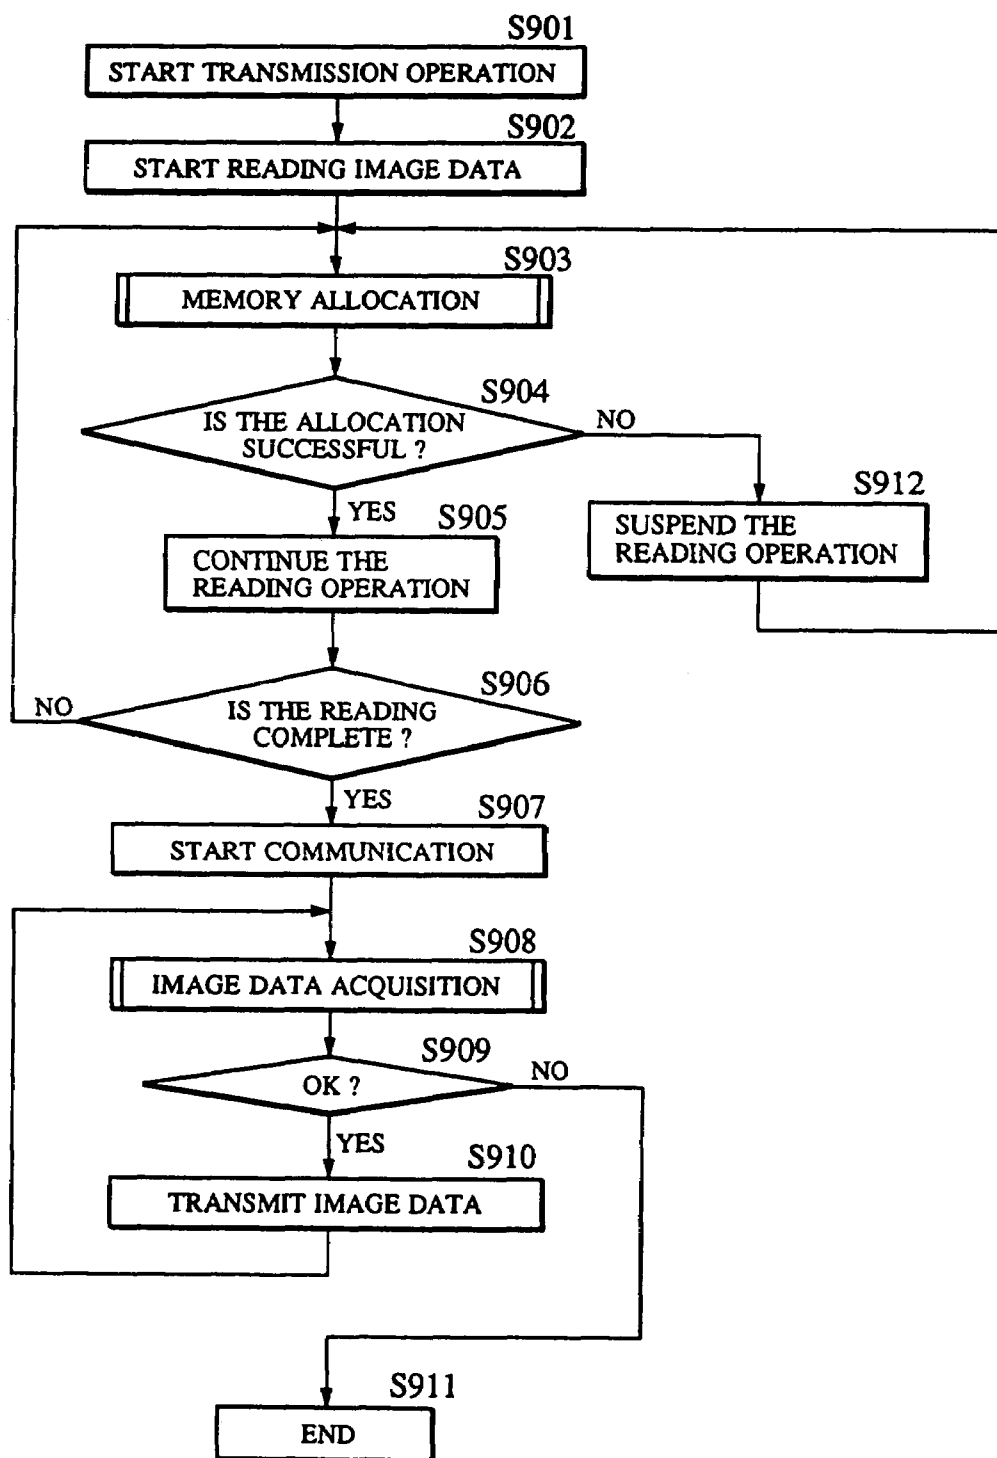 S901
START TRANSMISSION OPERATION
S902
START READING IMAGE DATA
S903
MEMORY ALLOCATION
S904
IS THE ALLOCATION
SUCCESSFUL ?
NO
YES
S912
SUSPEND THE
READING OPERATION
S905
CONTINUE THE
READING OPERATION
S906
IS THE READING
COMPLETE ?
NO
YES
S907
START COMMUNICATION
S908
IMAGE DATA ACQUISITION
S909
OK ?
NO
YES
S910
TRANSMIT IMAGE DATA
S911
END